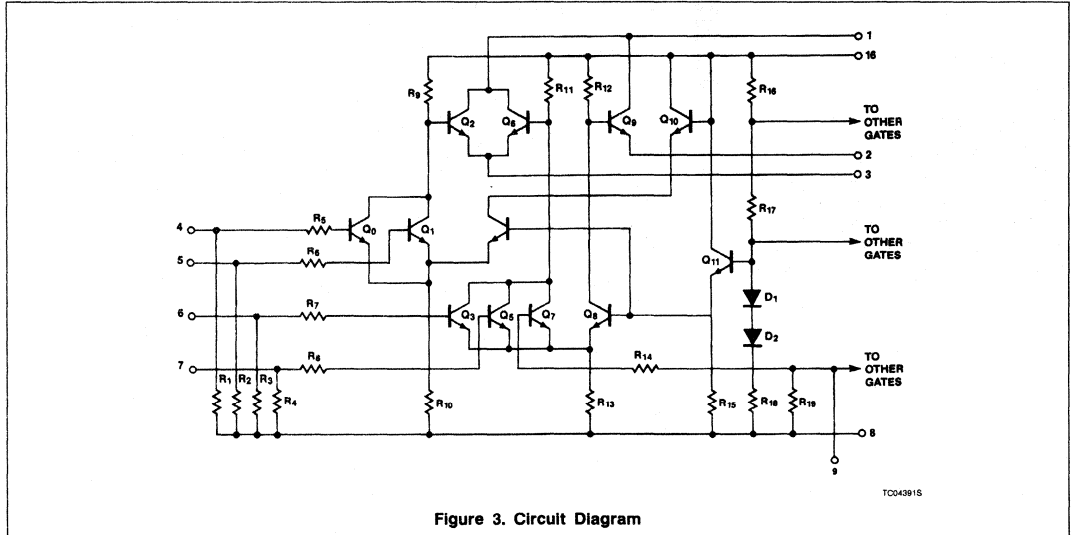 1
16
R9
R11
R12
R16
Q2
Q6
Q9
Q10
TO
OTHER
GATES
2
3
R17
4
R5
Q0
Q1
TO
OTHER
GATES
5
R6
Q11
D1
6
R7
Q3
Q5
Q7
Q8
D2
7
R8
R14
TO
OTHER
GATES
R1
R2
R3
R4
R10
R13
R15
R18
R19
8
9
TC04391S
Figure 3. Circuit Diagram